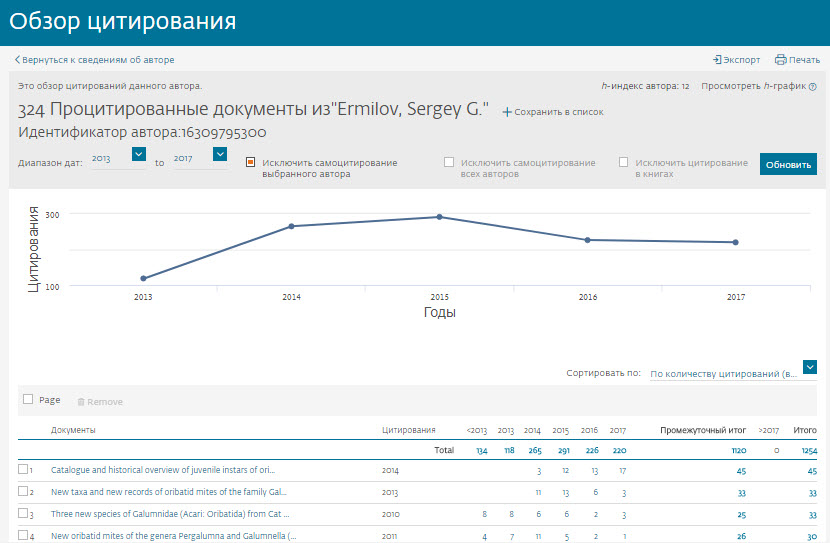 Обзор цитирования
Вернуться к сведениям об авторе Экспорт Печать
Это обзор цитирований данного автора. h-индекс автора: 12 Просмотреть h-график
324 Процитированные документы из"Ermilov, Sergey G." Сохранить в список
Идентификатор автора:16309795300
Диапазон дат: 2013 to 2017 Исключить самоцитирование выбранного автора Исключить самоцитирование всех авторов Исключить цитирование в книгах Обновить
Цитирования
300
100
2013 2014 2015 2016 2017
Годы
Сортировать по: По количеству цитирований (в...
Page Remove
Документы Цитирования <2013 2013 2014 2015 2016 2017 Промежуточный итог >2017 Итого
Total 134 118 265 291 226 220 1120 0 1254
1 Catalogue and historical overview of juvenile instars of ori... 2014 3 12 13 17 45 45
2 New taxa and new records of oribatid mites of the family Gal... 2013 11 13 6 3 33 33
3 Three new species of Galumnidae (Acari: Oribatida) from Cat ... 2010 8 8 6 6 2 3 25 33
4 New oribatid mites of the genera Pergalumna and Galumnella (... 2011 4 7 11 5 2 1 26 30